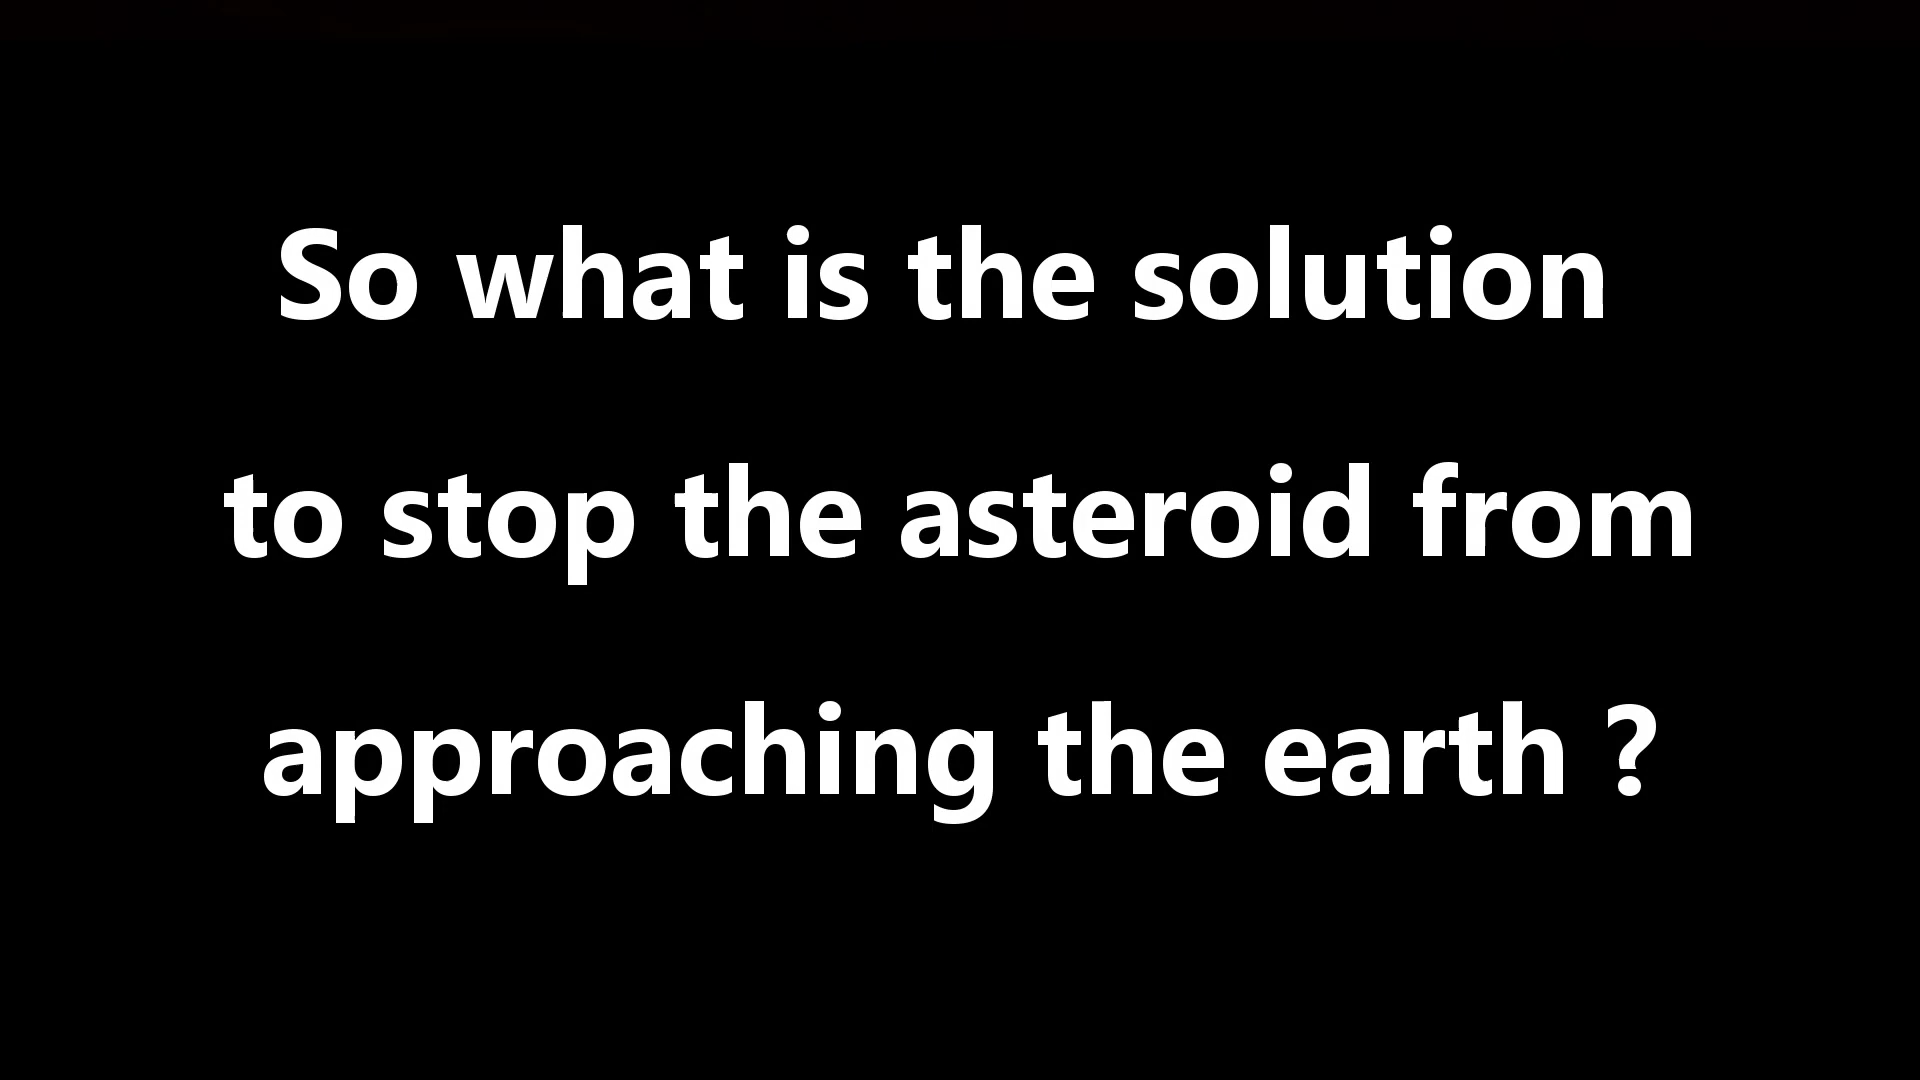 So what is the solution
to stop the asteroid from
approaching the earth ?